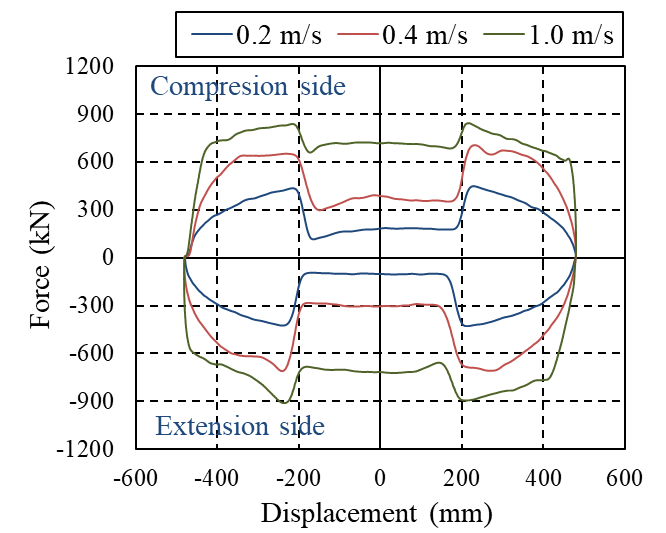 0.2 m/s 0.4 m/s 1.0 m/s
1200
Compresion side
900
600
300
0
-300
-600
-900
Extension side
-1200
-600 -400 -200 0 200 400 600
Displacement (mm)
Force (kN)